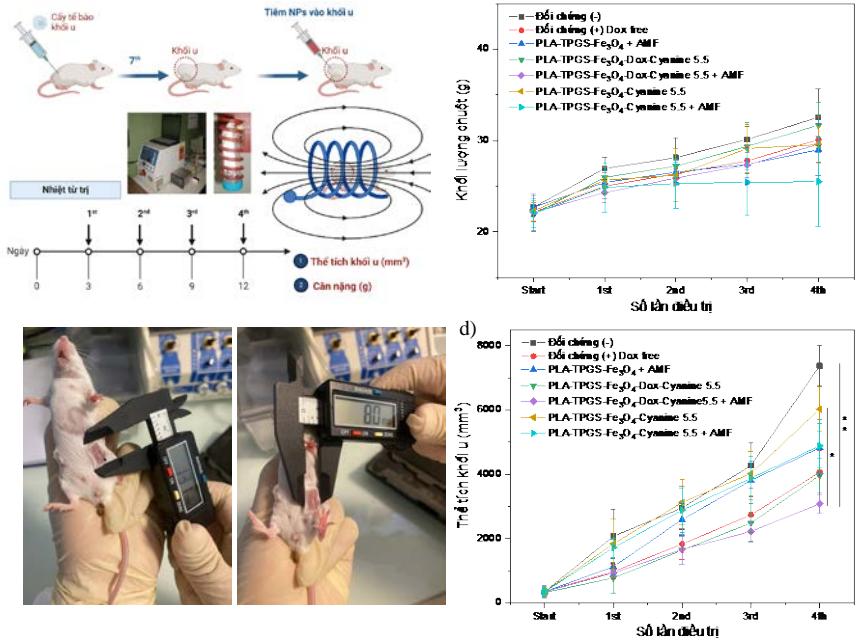 Cấy tế bào
khối u
Tiêm NPs vào khối u
7th
Khối u
Khối u
Nhiệt từ trị
1st
2nd
3rd
4th
Ngày
0
3
6
9
12
1 Thể tích khối u (mm³)
2 Cân nặng (g)
Khối lượng chuột (g)
40
30
20
Đối chứng (-)
Đối chứng (+) Dox free
PLA-TPGS-Fe₃O₄ + AMF
PLA-TPGS-Fe₃O₄-Dox-Cyanine 5.5
PLA-TPGS-Fe₃O₄-Dox-Cyanine 5.5 + AMF
PLA-TPGS-Fe₃O₄-Cyanine 5.5
PLA-TPGS-Fe₃O₄-Cyanine 5.5 + AMF
Start
1st
2nd
3rd
4th
Số lần điều trị
80
d)
Thể tích khối u (mm³)
8000
6000
4000
2000
0
Đối chứng (-)
Đối chứng (+) Dox free
PLA-TPGS-Fe₃O₄ + AMF
PLA-TPGS-Fe₃O₄-Dox-Cyanine 5.5
PLA-TPGS-Fe₃O₄-Dox-Cyanine5.5 + AMF
PLA-TPGS-Fe₃O₄-Cyanine 5.5
PLA-TPGS-Fe₃O₄-Cyanine 5.5 + AMF
*
**
Start
1st
2nd
3rd
4th
Số lần điều trị